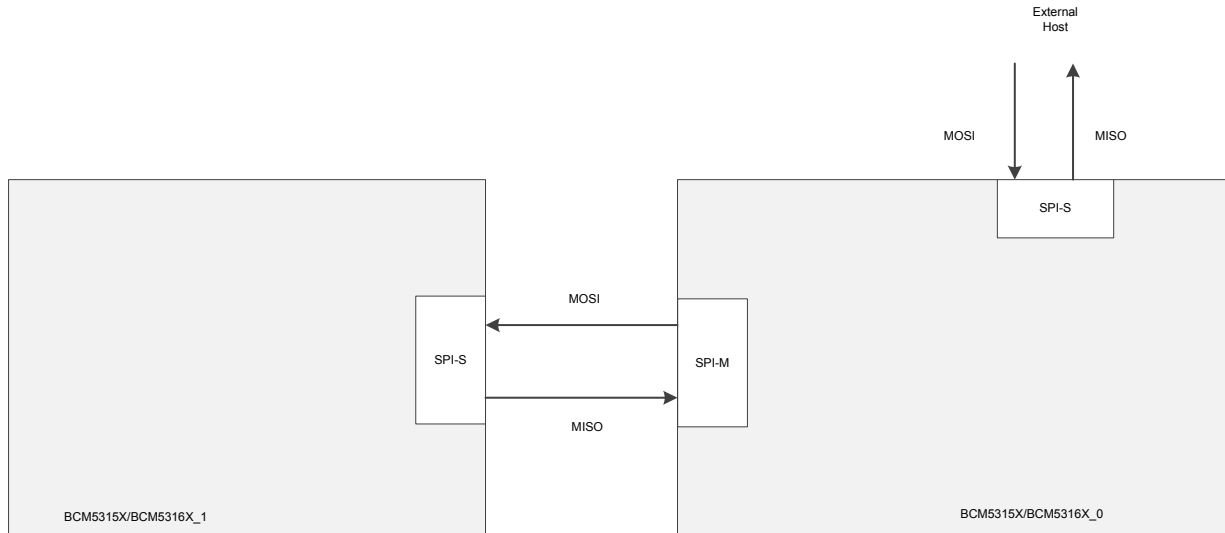 External
Host
MOSI
MISO
SPI-S
MOSI
SPI-S
SPI-M
MISO
BCM5315X/BCM5316X_1
BCM5315X/BCM5316X_0